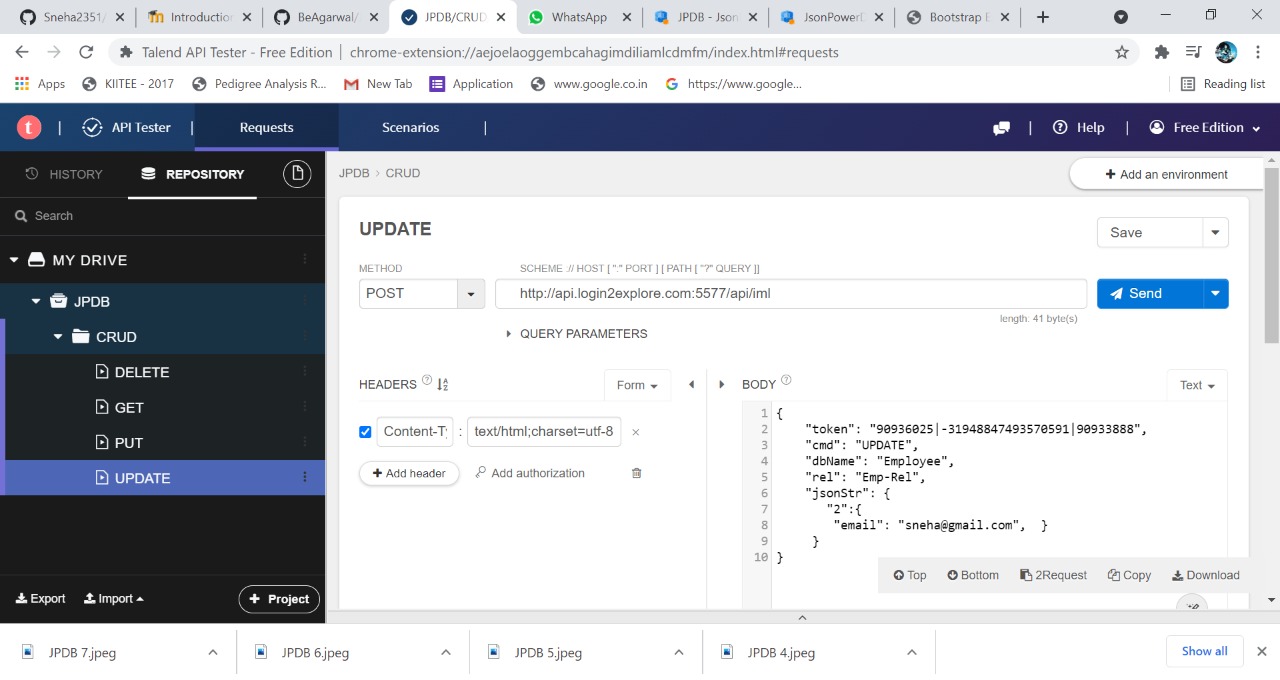 Sneha2351/
Introduction
BeAgarwal/
JPDB/CRUD
WhatsApp
JPDB - Json
JsonPowerD
Bootstrap E
Talend API Tester - Free Edition | chrome-extension://aejoelaoggembcahagimdiliamlcdmfm/index.html#requests
Apps KIITEE - 2017 Pedigree Analysis R... New Tab Application www.google.co.in https://www.google... Reading list
t | API Tester | Requests Scenarios | | Help | Free Edition
HISTORY REPOSITORY
JPDB › CRUD
Add an environment
Search
MY DRIVE
JPDB
CRUD
DELETE
GET
PUT
UPDATE
Export Import + Project
UPDATE
Save
METHOD SCHEME :// HOST [ ":" PORT ] [ PATH [ "?" QUERY ]]
POST http://api.login2explore.com:5577/api/iml Send
length: 41 byte(s)
QUERY PARAMETERS
HEADERS Form
Content-Ty : text/html;charset=utf-8 ×
+ Add header Add authorization
BODY Text
1 {
2 "token": "90936025|-31948847493570591|90933888",
3 "cmd": "UPDATE",
4 "dbName": "Employee",
5 "rel": "Emp-Rel",
6 "jsonStr": {
7 "2":{
8 "email": "sneha@gmail.com", }
9 }
10 }
Top Bottom 2Request Copy Download
JPDB 7.jpeg JPDB 6.jpeg JPDB 5.jpeg JPDB 4.jpeg Show all